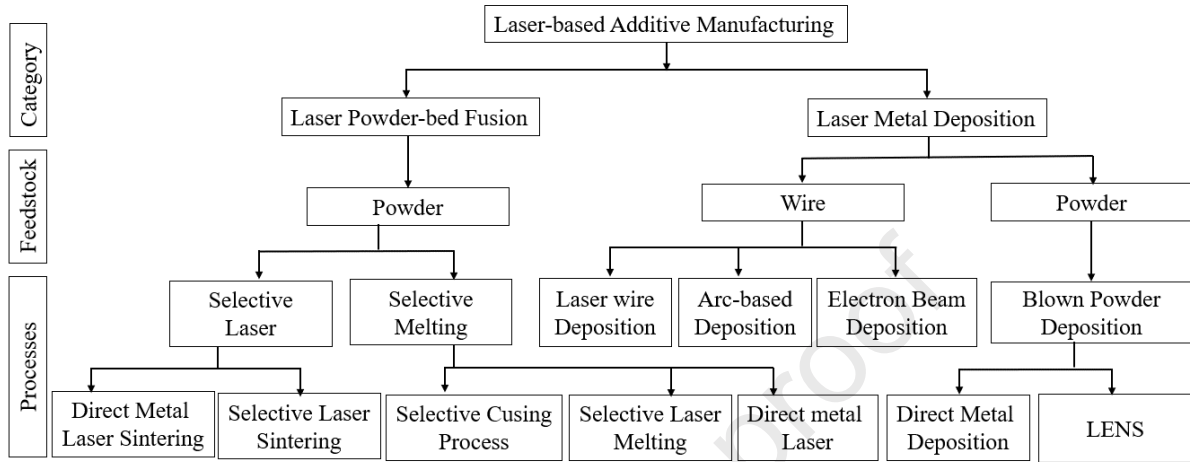 Laser-based Additive Manufacturing
Category
Laser Powder-bed Fusion
Laser Metal Deposition
Feedstock
Powder
Wire
Powder
Processes
Selective
Laser
Selective
Melting
Laser wire
Deposition
Arc-based
Deposition
Electron Beam
Deposition
Blown Powder
Deposition
Direct Metal
Laser Sintering
Selective Laser
Sintering
Selective Cusing
Process
Selective Laser
Melting
Direct metal
Laser
Direct Metal
Deposition
LENS
proof